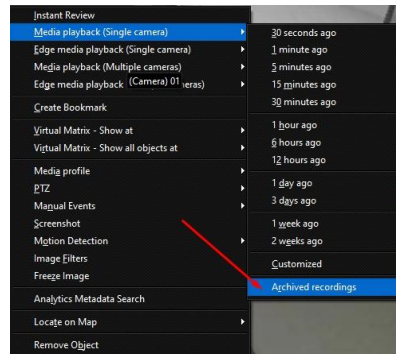 Instant Review
Media playback (Single camera)
Edge media playback (Single camera)
Media playback (Multiple cameras)
Edge media playback
(Camera) 01
eras)
Create Bookmark
Virtual Matrix - Show at
Virtual Matrix - Show all objects at
Media profile
PTZ
Manual Events
Screenshot
Motion Detection
Image Filters
Freeze Image
Analytics Metadata Search
Locate on Map
Remove Object
30 seconds ago
1 minute ago
5 minutes ago
15 minutes ago
30 minutes ago
1 hour ago
6 hours ago
12 hours ago
1 day ago
3 days ago
1 week ago
2 weeks ago
Customized
Archived recordings